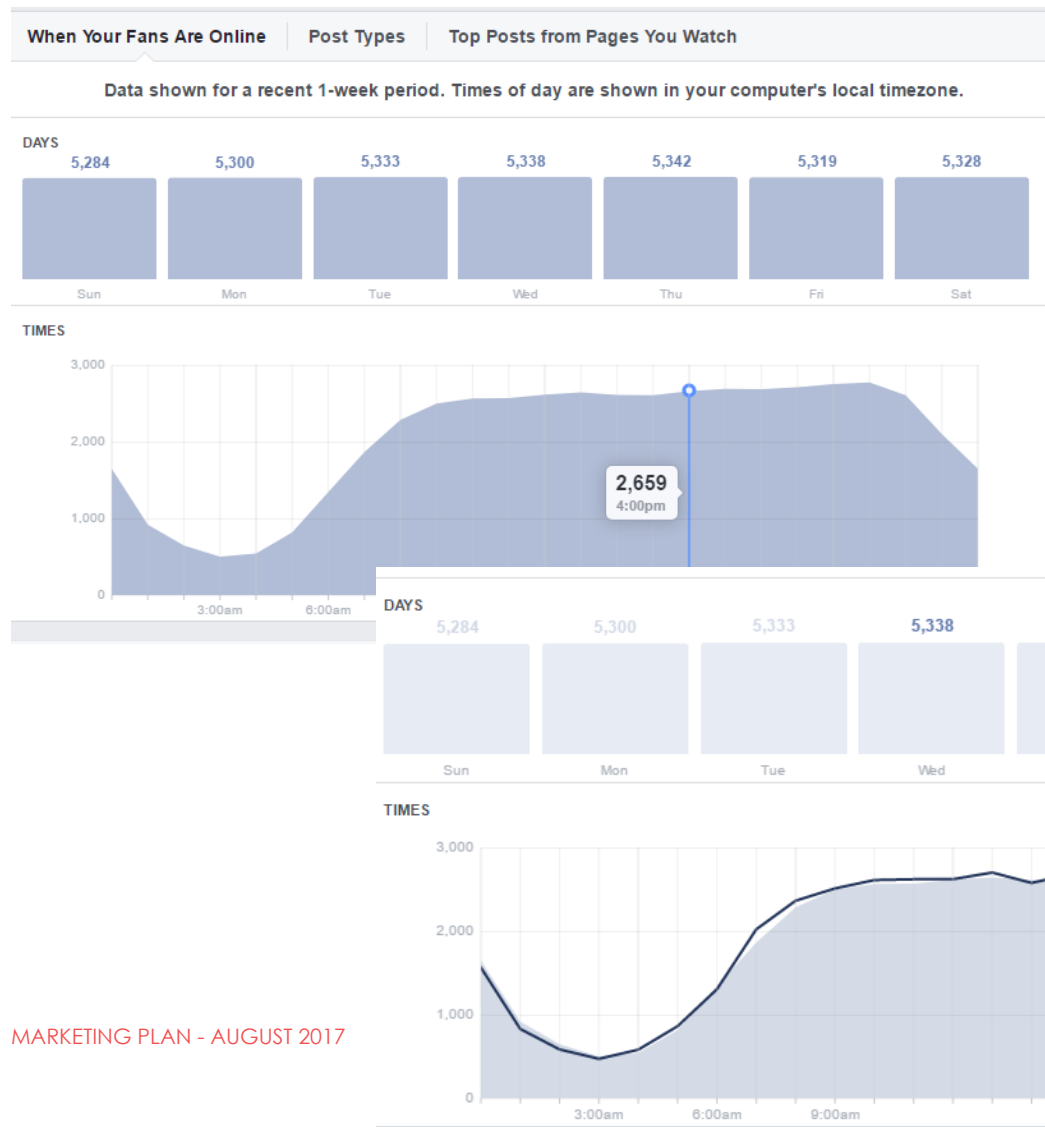 When Your Fans Are Online Post Types Top Posts from Pages You Watch
Data shown for a recent 1-week period. Times of day are shown in your computer's local timezone.
DAYS
5,284 5,300 5,333 5,338 5,342 5,319 5,328
Sun Mon Tue Wed Thu Fri Sat
TIMES
3,000
2,000
2,659
4:00pm
1,000
0
3:00am 6:00am
DAYS
5,284 5,300 5,333 5,338
Sun Mon Tue Wed
TIMES
3,000
2,000
1,000
0
3:00am 6:00am 9:00am
MARKETING PLAN - AUGUST 2017